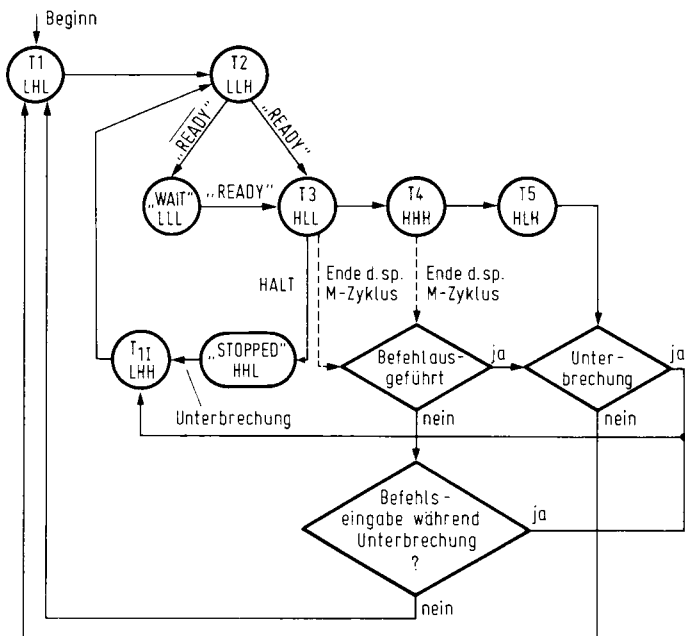 Beginn
T1
LHL
T2
LLH
„READY"
„READY"
„WAIT"
LLL
„READY"
T3
HLL
T4
HHH
T5
HLH
HALT
Ende d. sp.
M-Zyklus
Ende d. sp.
M-Zyklus
T1I
LHH
„STOPPED"
HHL
Unterbrechung
Befehl aus-
geführt
ja
Unter-
brechung
ja
nein
nein
Befehls-
eingabe während
Unterbrechung
?
ja
nein